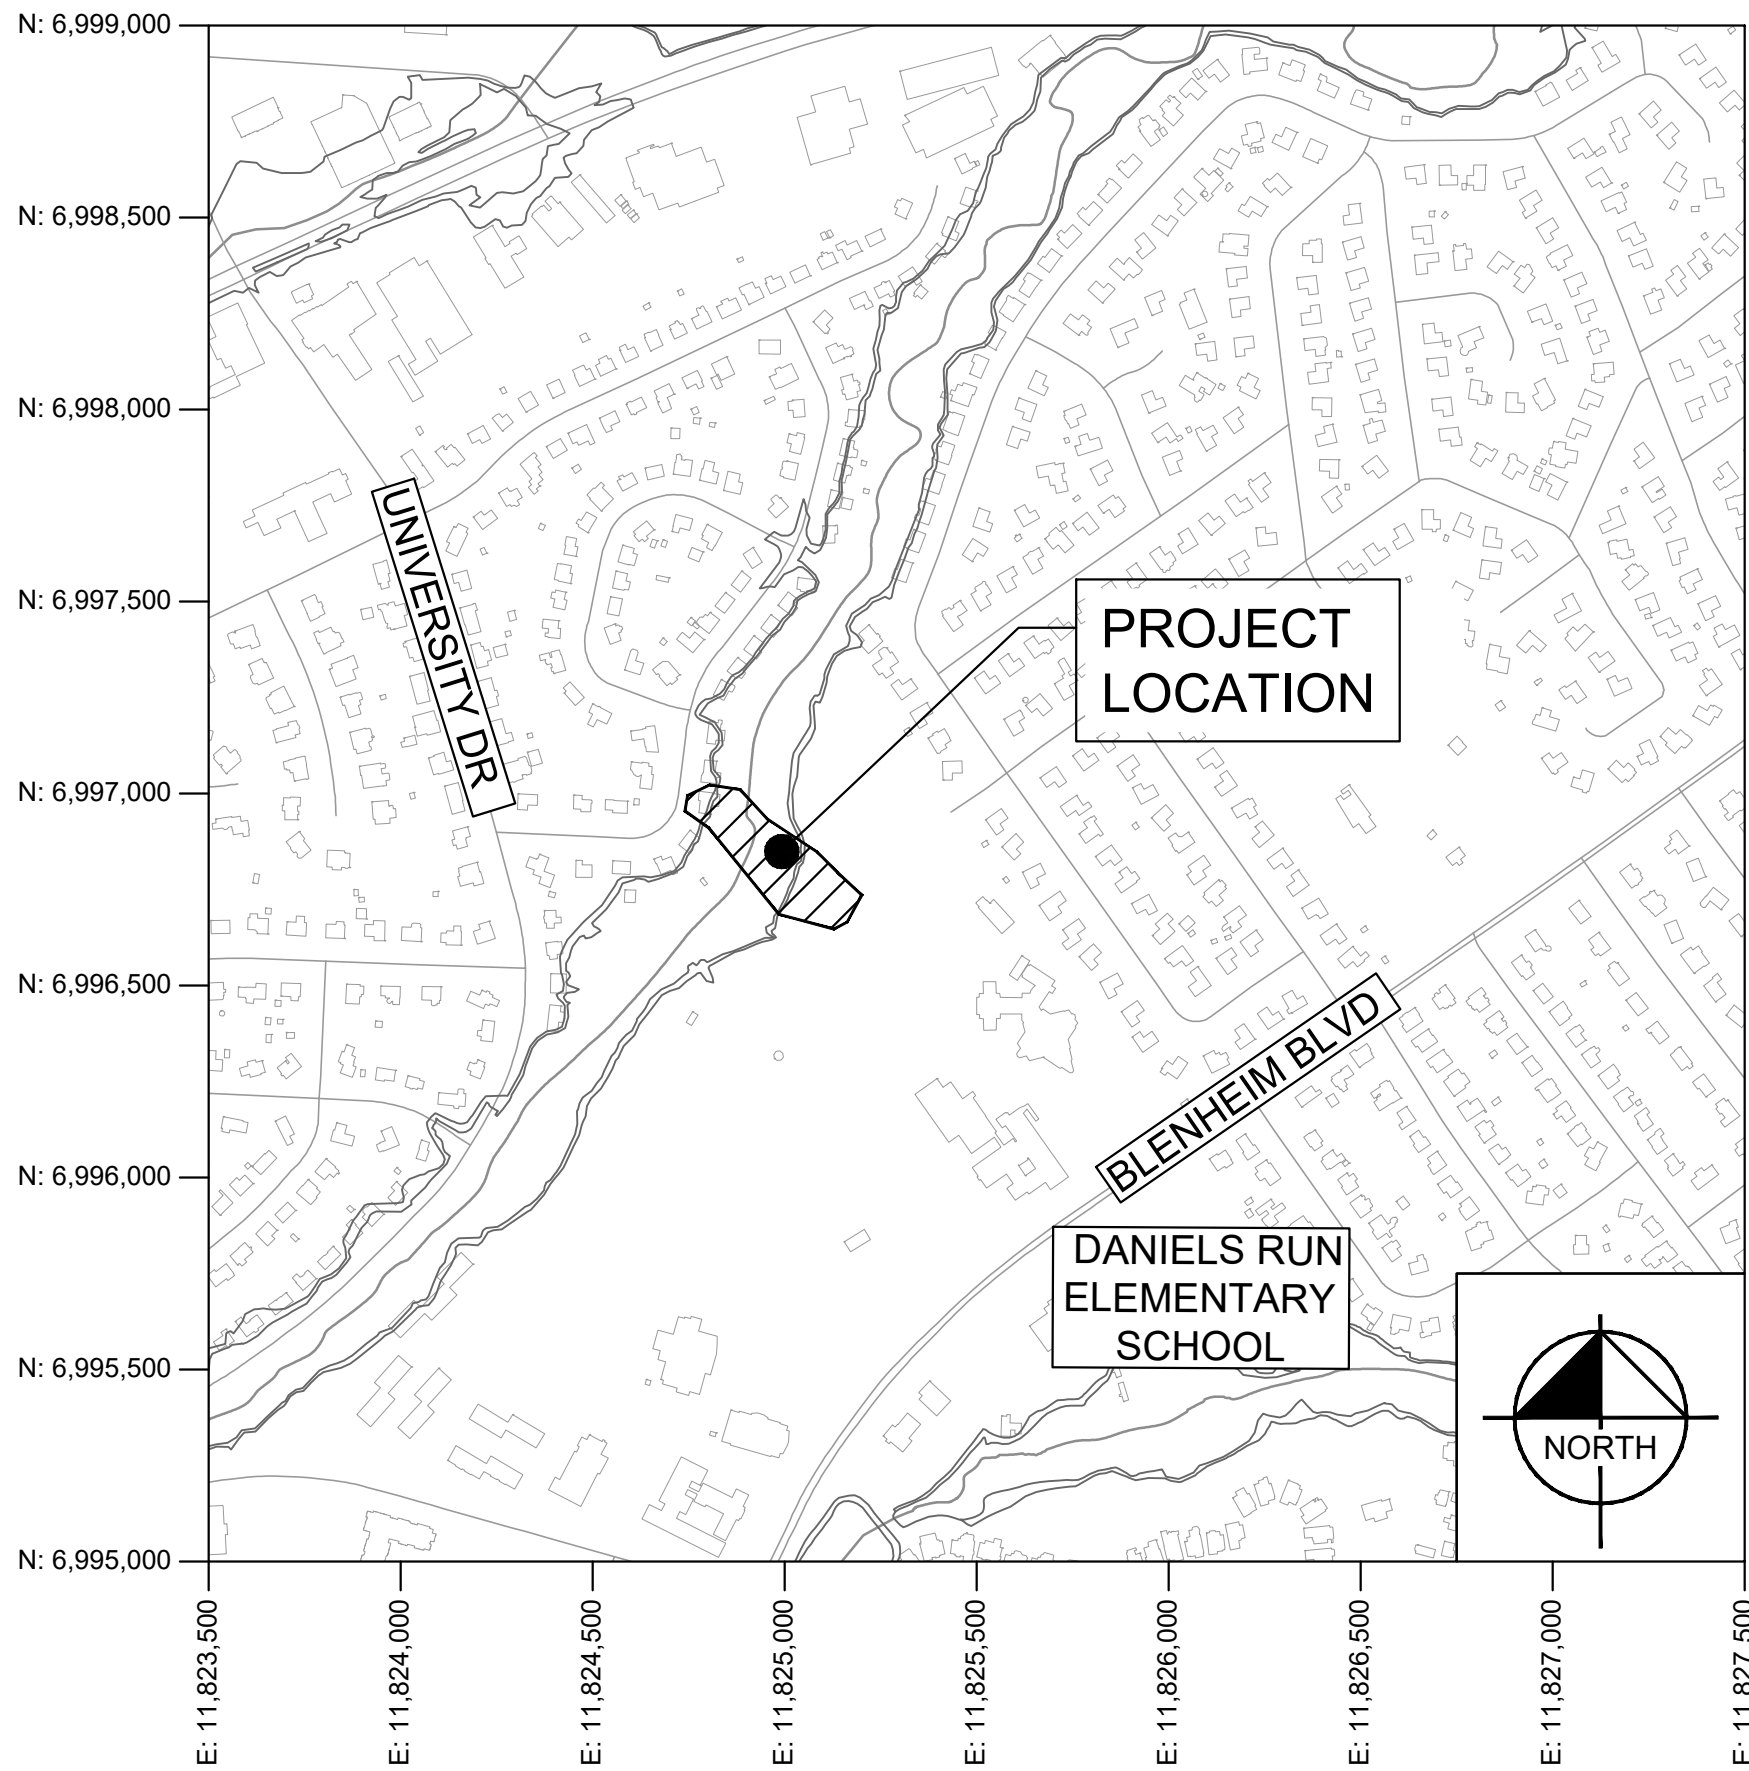 N: 6,999,000
N: 6,998,500
N: 6,998,000
N: 6,997,500
N: 6,997,000
N: 6,996,500
N: 6,996,000
N: 6,995,500
N: 6,995,000
UNIVERSITY DR
PROJECT
LOCATION
BLENHEIM BLVD
DANIELS RUN
ELEMENTARY
SCHOOL
NORTH
E: 11,823,500
E: 11,824,000
E: 11,824,500
E: 11,825,000
E: 11,825,500
E: 11,826,000
E: 11,826,500
E: 11,827,000
E: 11,827,500